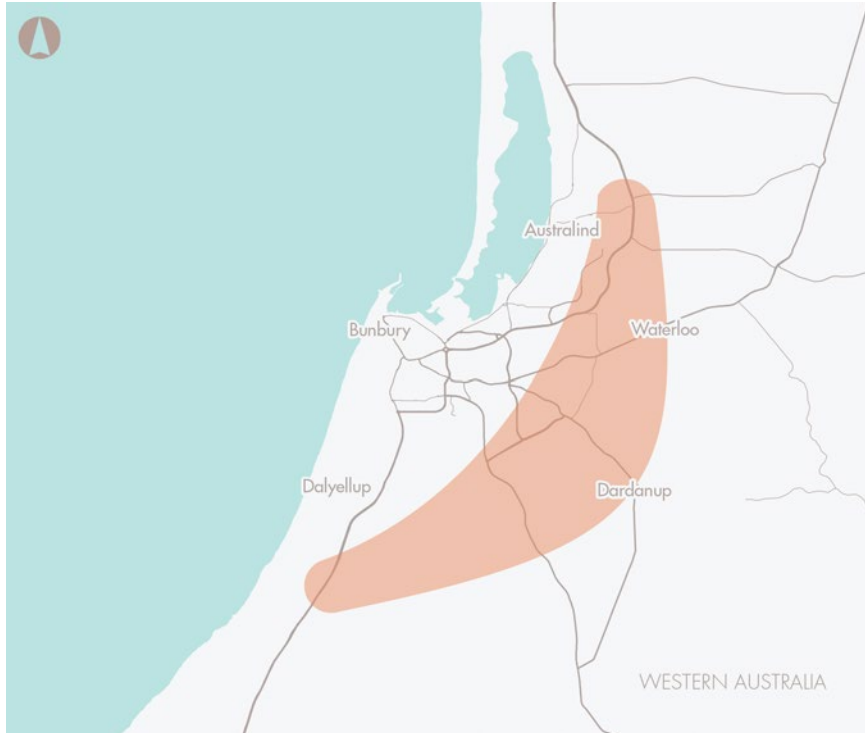 Australind
Bunbury
Waterloo
Dalyellup
Dardanup
WESTERN AUSTRALIA